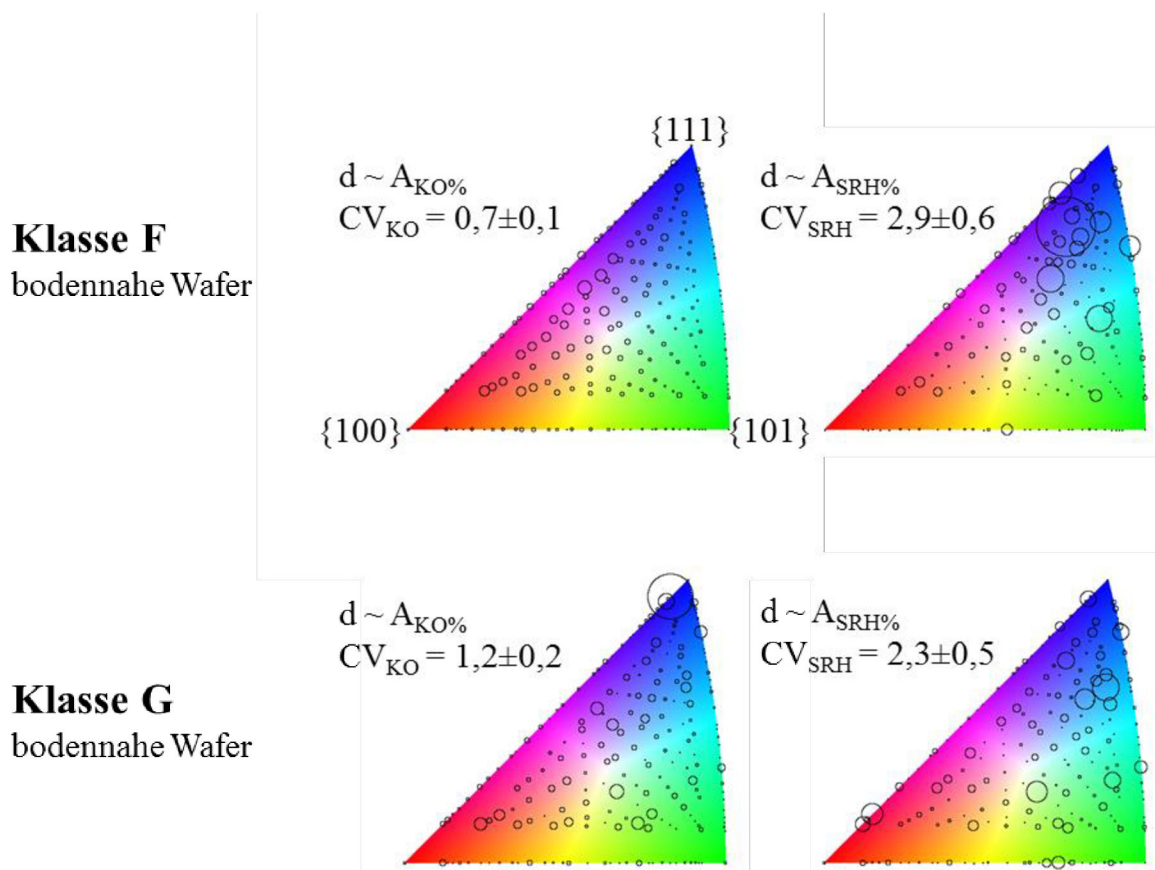 {111}
d ~ A_KO%
CV_KO = 0,7±0,1
d ~ A_SRH%
CV_SRH = 2,9±0,6
Klasse F
bodennahe Wafer
{100}
{101}
d ~ A_KO%
CV_KO = 1,2±0,2
d ~ A_SRH%
CV_SRH = 2,3±0,5
Klasse G
bodennahe Wafer